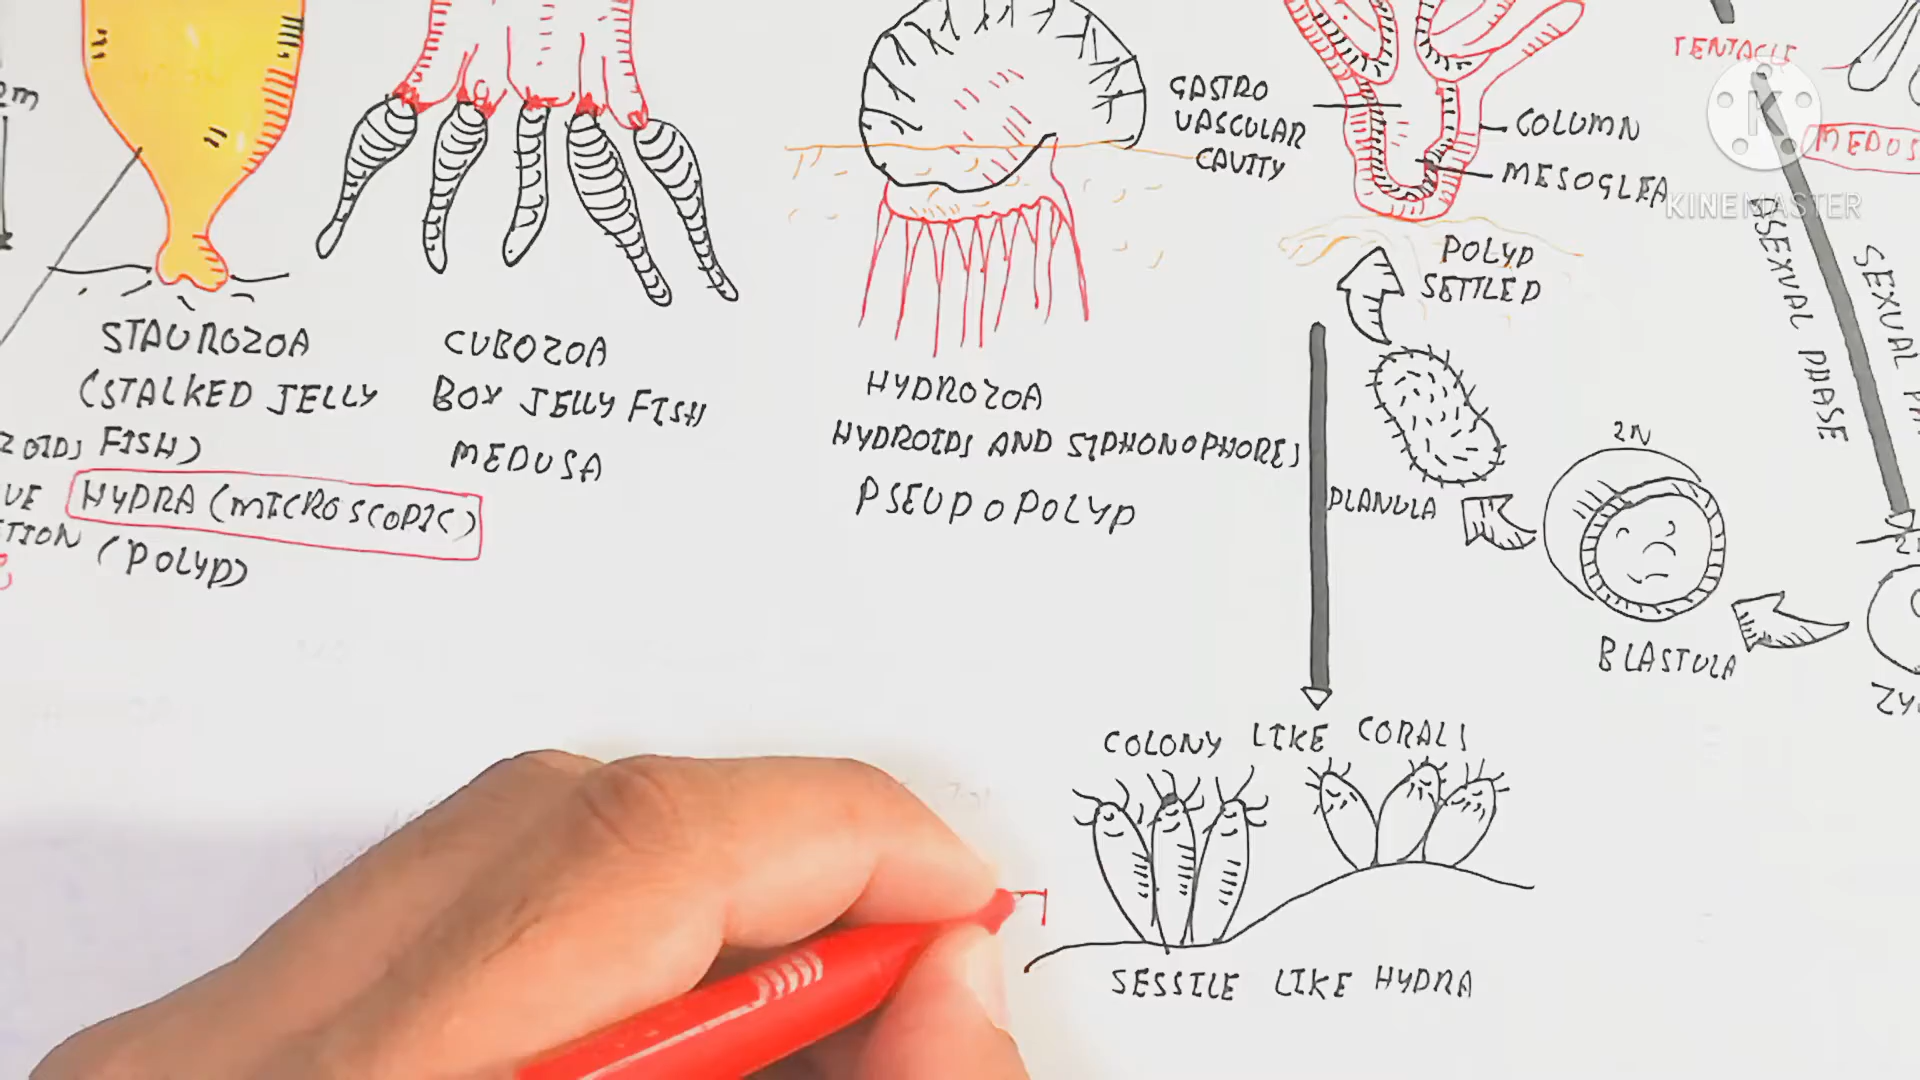 TENTACLE
GASTRO
VASCULAR
CAVITY
COLUMN
MESOGLEA
MEDUS
K
KINEMASTER
POLYP
SETTLED
ASEXUAL PHASE
SEXUAL
STAUROZOA
(STALKED JELLY
FISH)
HYDRA (MICROSCOPIC)
(POLYP)
CUBOZOA
BOX JELLY FISH
MEDUSA
HYDROZOA
HYDROIDS AND SIPHONOPHORES
PSEUDOPOLYP
PLANULA
2N
BLASTULA
COLONY LIKE CORALS
SESSILE LIKE HYDRA